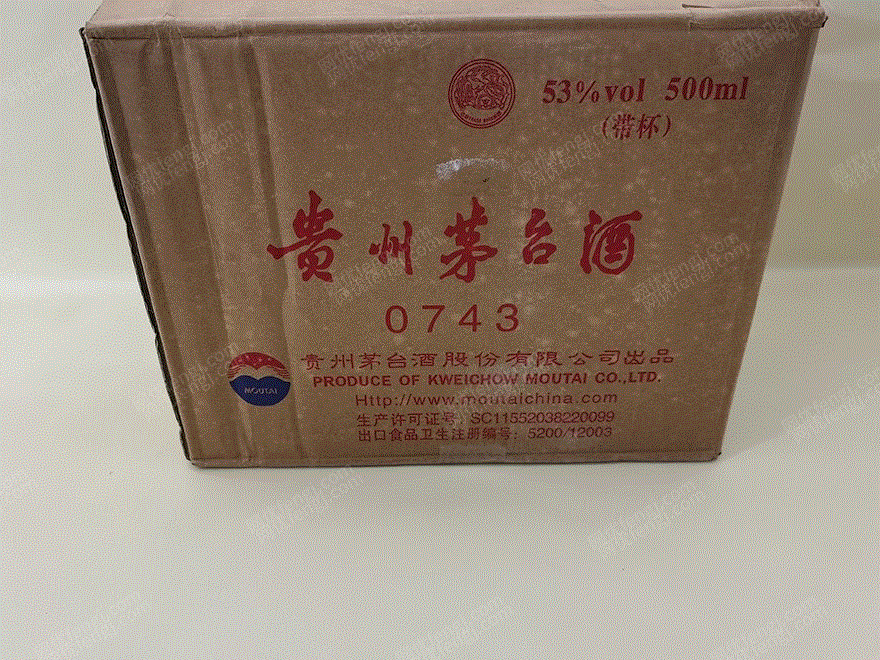 53%vol 500ml
(带杯)
贵州茅台酒
0743
贵州茅台酒股份有限公司出品
MOUTAI
PRODUCE OF KWEICHOW MOUTAI CO.,LTD.
Http://www.moutaichina.com
生产许可证号: SC11552038220099
出口食品卫生注册编号: 5200/12003